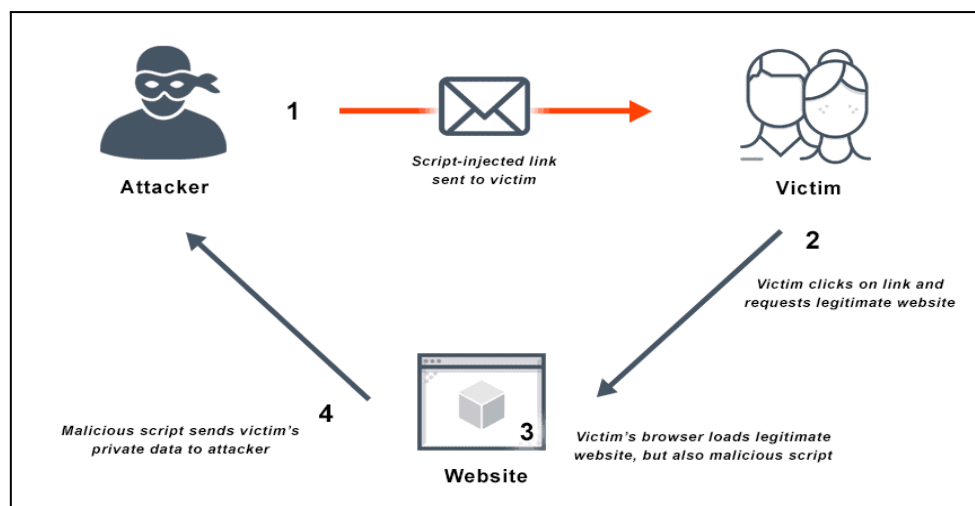 1
Script-injected link
sent to victim
Attacker
Victim
2
Victim clicks on link and
requests legitimate website
4
Malicious script sends victim's
private data to attacker
3
Victim's browser loads legitimate
website, but also malicious script
Website